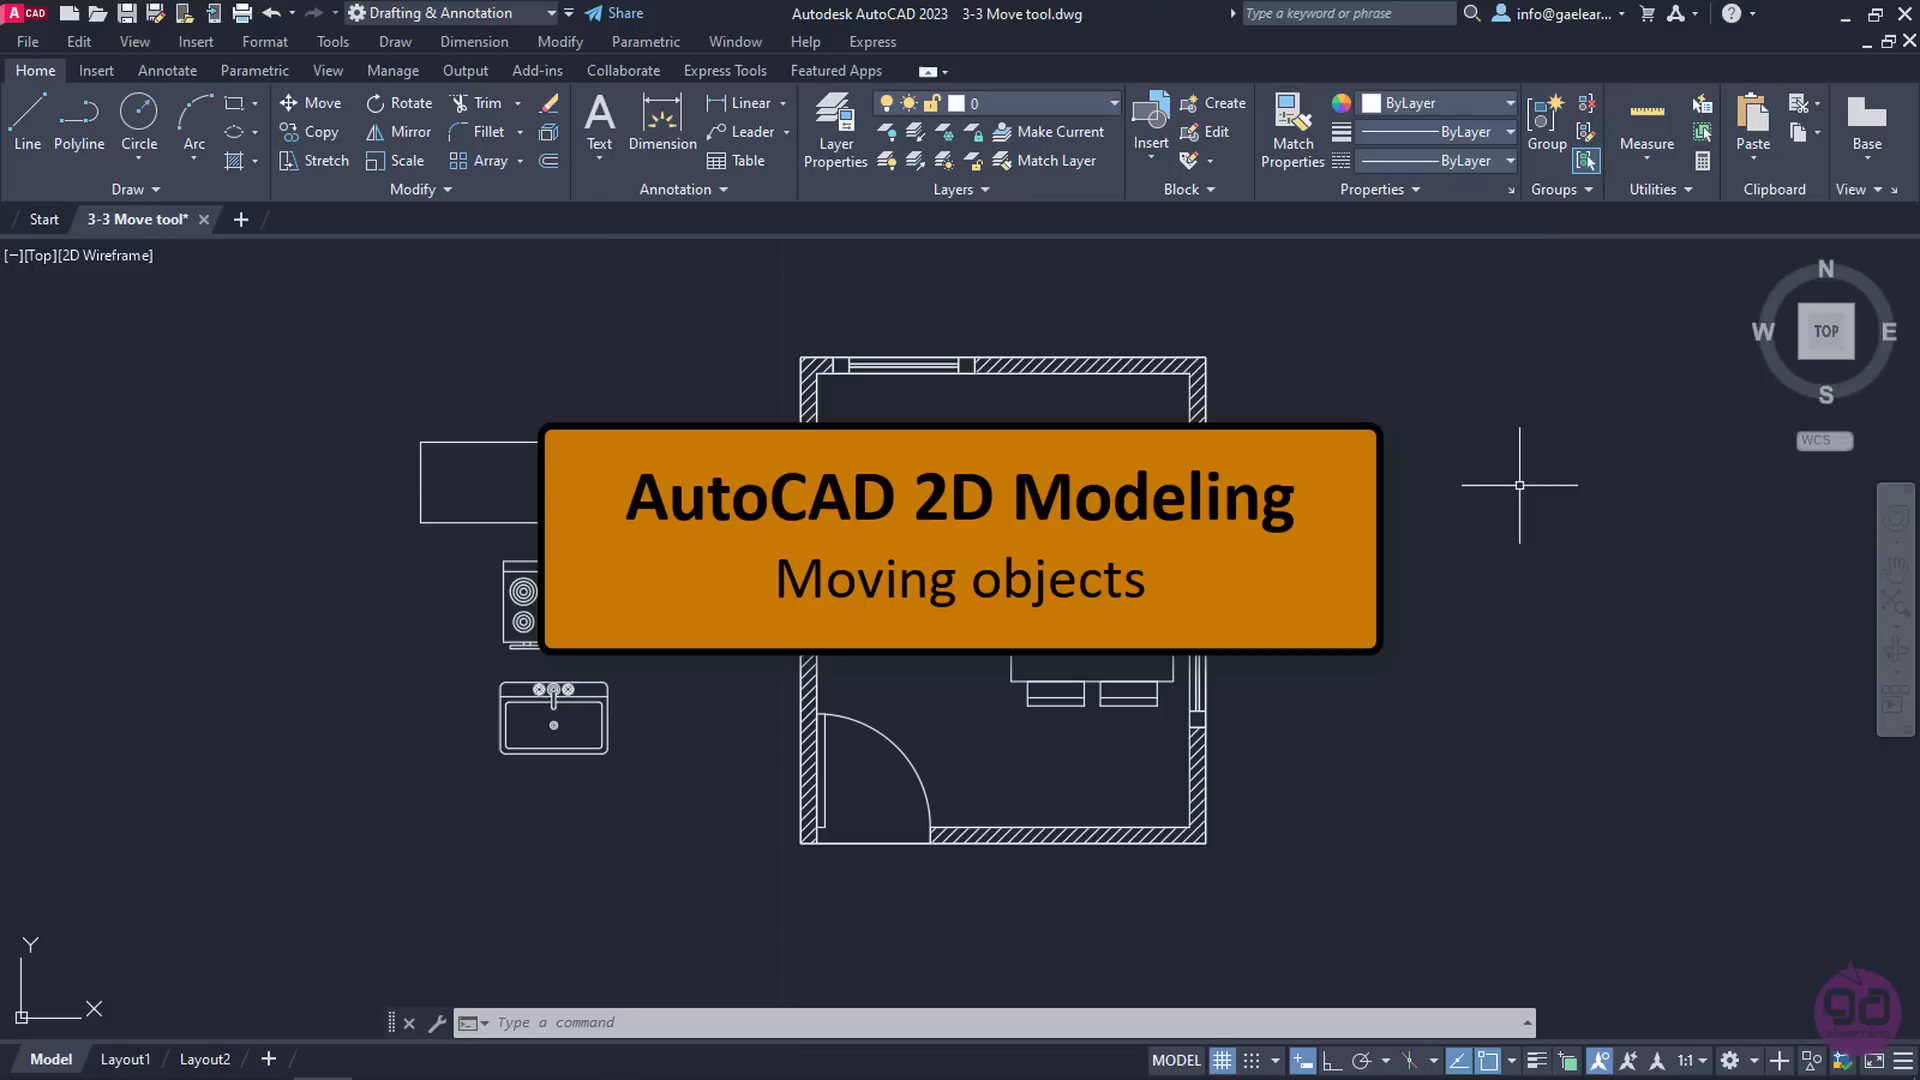 A CAD Drafting & Annotation Share Autodesk AutoCAD 2023 3-3 Move tool.dwg Type a keyword or phrase info@gaelear...
File Edit View Insert Format Tools Draw Dimension Modify Parametric Window Help Express
Home Insert Annotate Parametric View Manage Output Add-ins Collaborate Express Tools Featured Apps
Move Rotate Trim Linear 0 Create ByLayer
Copy Mirror Fillet Leader Make Current Edit ByLayer
Line Polyline Circle Arc Text Dimension Layer Properties Insert Match Properties Group Measure Paste Base
Stretch Scale Array Table Match Layer ByLayer
Draw Modify Annotation Layers Block Properties Groups Utilities Clipboard View
Start 3-3 Move tool*
[−][Top][2D Wireframe]
N
W TOP E
S
WCS
AutoCAD 2D Modeling
Moving objects
Y
X
Type a command
ga
elearning
Model Layout1 Layout2 MODEL 1:1